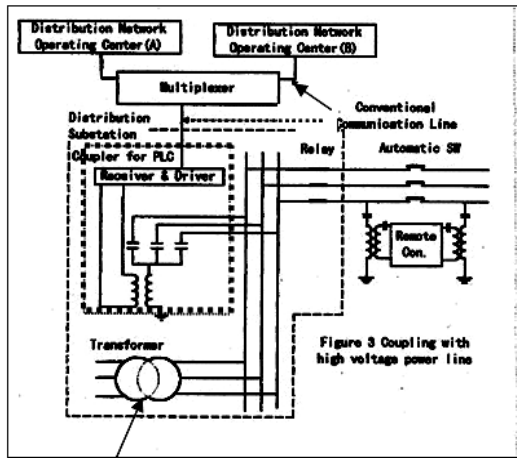 Distribution Network
Operating Center(A)
Distribution Network
Operating Center(B)
Multiplexer
Distribution
Substation
Conventional
Communication Line
Coupler for PLC
Relay
Automatic SW
Receiver & Driver
Remote
Con.
Transformer
Figure 3 Coupling with
high voltage power line